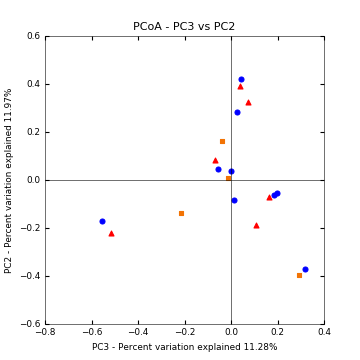 PCoA - PC3 vs PC2
PC2 - Percent variation explained 11.97%
0.6
0.4
0.2
0.0
−0.2
−0.4
−0.6
−0.8 −0.6 −0.4 −0.2 0.0 0.2 0.4
PC3 - Percent variation explained 11.28%